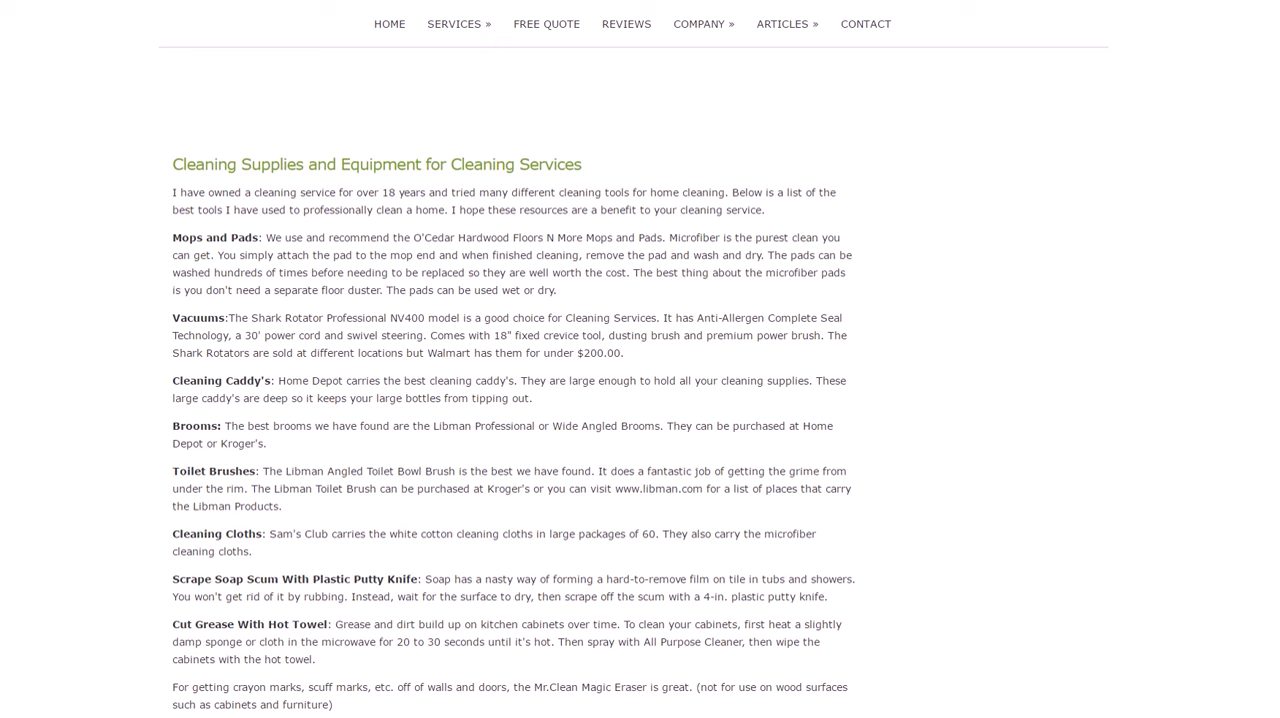 HOME SERVICES » FREE QUOTE REVIEWS COMPANY » ARTICLES » CONTACT
Cleaning Supplies and Equipment for Cleaning Services
I have owned a cleaning service for over 18 years and tried many different cleaning tools for home cleaning. Below is a list of the
best tools I have used to professionally clean a home. I hope these resources are a benefit to your cleaning service.
Mops and Pads: We use and recommend the O'Cedar Hardwood Floors N More Mops and Pads. Microfiber is the purest clean you
can get. You simply attach the pad to the mop end and when finished cleaning, remove the pad and wash and dry. The pads can be
washed hundreds of times before needing to be replaced so they are well worth the cost. The best thing about the microfiber pads
is you don't need a separate floor duster. The pads can be used wet or dry.
Vacuums:The Shark Rotator Professional NV400 model is a good choice for Cleaning Services. It has Anti-Allergen Complete Seal
Technology, a 30' power cord and swivel steering. Comes with 18" fixed crevice tool, dusting brush and premium power brush. The
Shark Rotators are sold at different locations but Walmart has them for under $200.00.
Cleaning Caddy's: Home Depot carries the best cleaning caddy's. They are large enough to hold all your cleaning supplies. These
large caddy's are deep so it keeps your large bottles from tipping out.
Brooms: The best brooms we have found are the Libman Professional or Wide Angled Brooms. They can be purchased at Home
Depot or Kroger's.
Toilet Brushes: The Libman Angled Toilet Bowl Brush is the best we have found. It does a fantastic job of getting the grime from
under the rim. The Libman Toilet Brush can be purchased at Kroger's or you can visit www.libman.com for a list of places that carry
the Libman Products.
Cleaning Cloths: Sam's Club carries the white cotton cleaning cloths in large packages of 60. They also carry the microfiber
cleaning cloths.
Scrape Soap Scum With Plastic Putty Knife: Soap has a nasty way of forming a hard-to-remove film on tile in tubs and showers.
You won't get rid of it by rubbing. Instead, wait for the surface to dry, then scrape off the scum with a 4-in. plastic putty knife.
Cut Grease With Hot Towel: Grease and dirt build up on kitchen cabinets over time. To clean your cabinets, first heat a slightly
damp sponge or cloth in the microwave for 20 to 30 seconds until it's hot. Then spray with All Purpose Cleaner, then wipe the
cabinets with the hot towel.
For getting crayon marks, scuff marks, etc. off of walls and doors, the Mr.Clean Magic Eraser is great. (not for use on wood surfaces
such as cabinets and furniture)